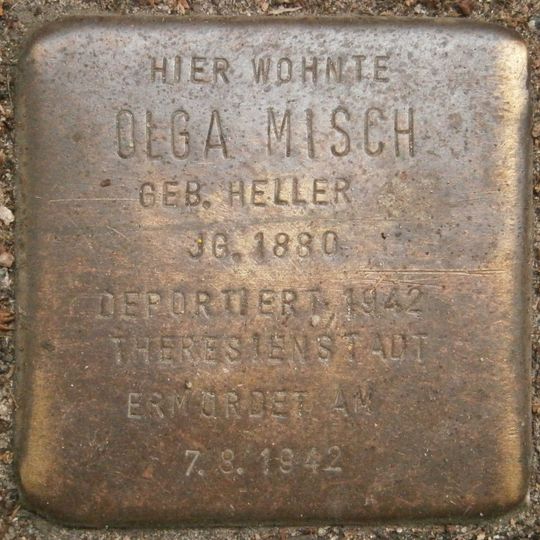 HIER WOHNTE
OLGA MISCH
GEB. HELLER
JG. 1880
DEPORTIERT 1942
THERESIENSTADT
ERMORDET AM
7.8.1942